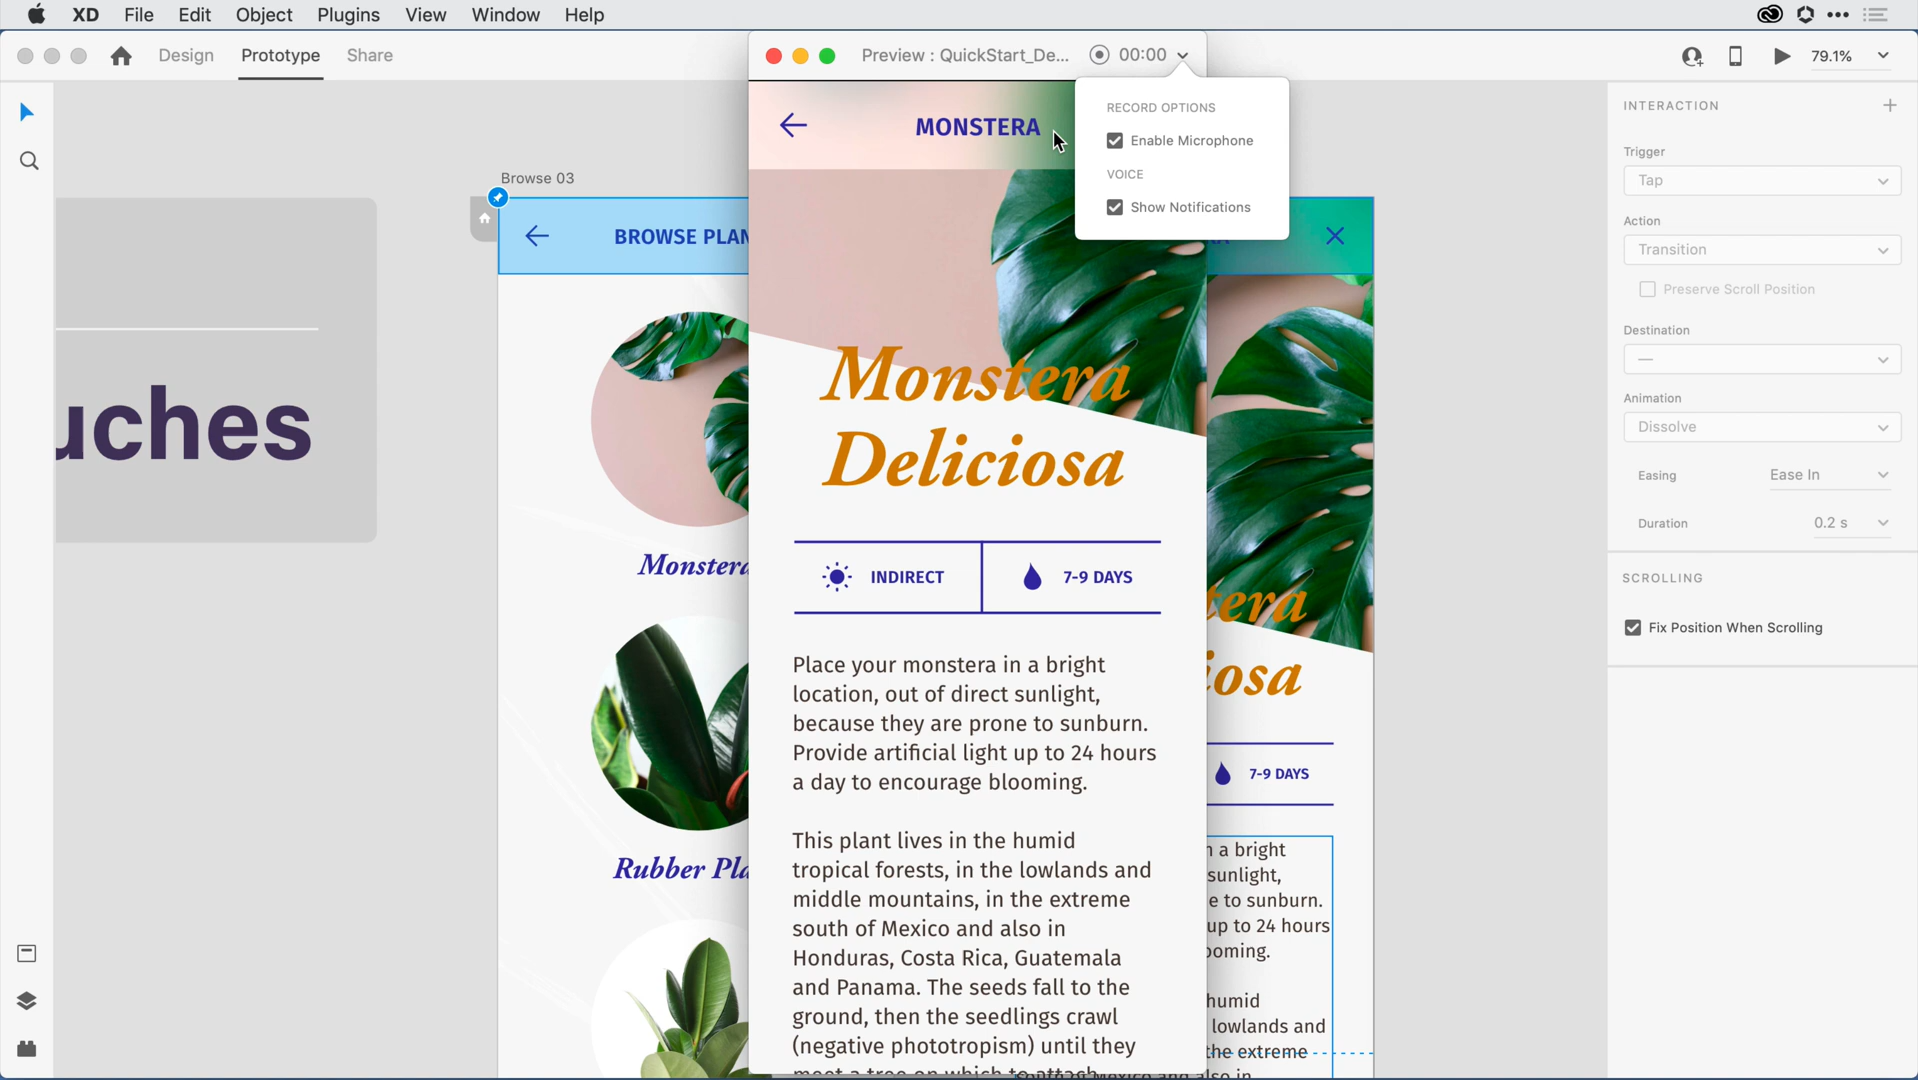 XD File Edit Object Plugins View Window Help
Design Prototype Share
Preview : QuickStart_De... 00:00
79.1%
RECORD OPTIONS
Enable Microphone
VOICE
Show Notifications
MONSTERA
Monstera
Deliciosa
INDIRECT 7-9 DAYS
Place your monstera in a bright
location, out of direct sunlight,
because they are prone to sunburn.
Provide artificial light up to 24 hours
a day to encourage blooming.
This plant lives in the humid
tropical forests, in the lowlands and
middle mountains, in the extreme
south of Mexico and also in
Honduras, Costa Rica, Guatemala
and Panama. The seeds fall to the
ground, then the seedlings crawl
(negative phototropism) until they
uches
Browse 03
BROWSE PLAN
Monstera
Rubber Pla
tera
iosa
7-9 DAYS
n a bright
sunlight,
e to sunburn.
up to 24 hours
ooming.
humid
lowlands and
the extreme
INTERACTION
Trigger
Tap
Action
Transition
Preserve Scroll Position
Destination
—
Animation
Dissolve
Easing Ease In
Duration 0.2 s
SCROLLING
Fix Position When Scrolling